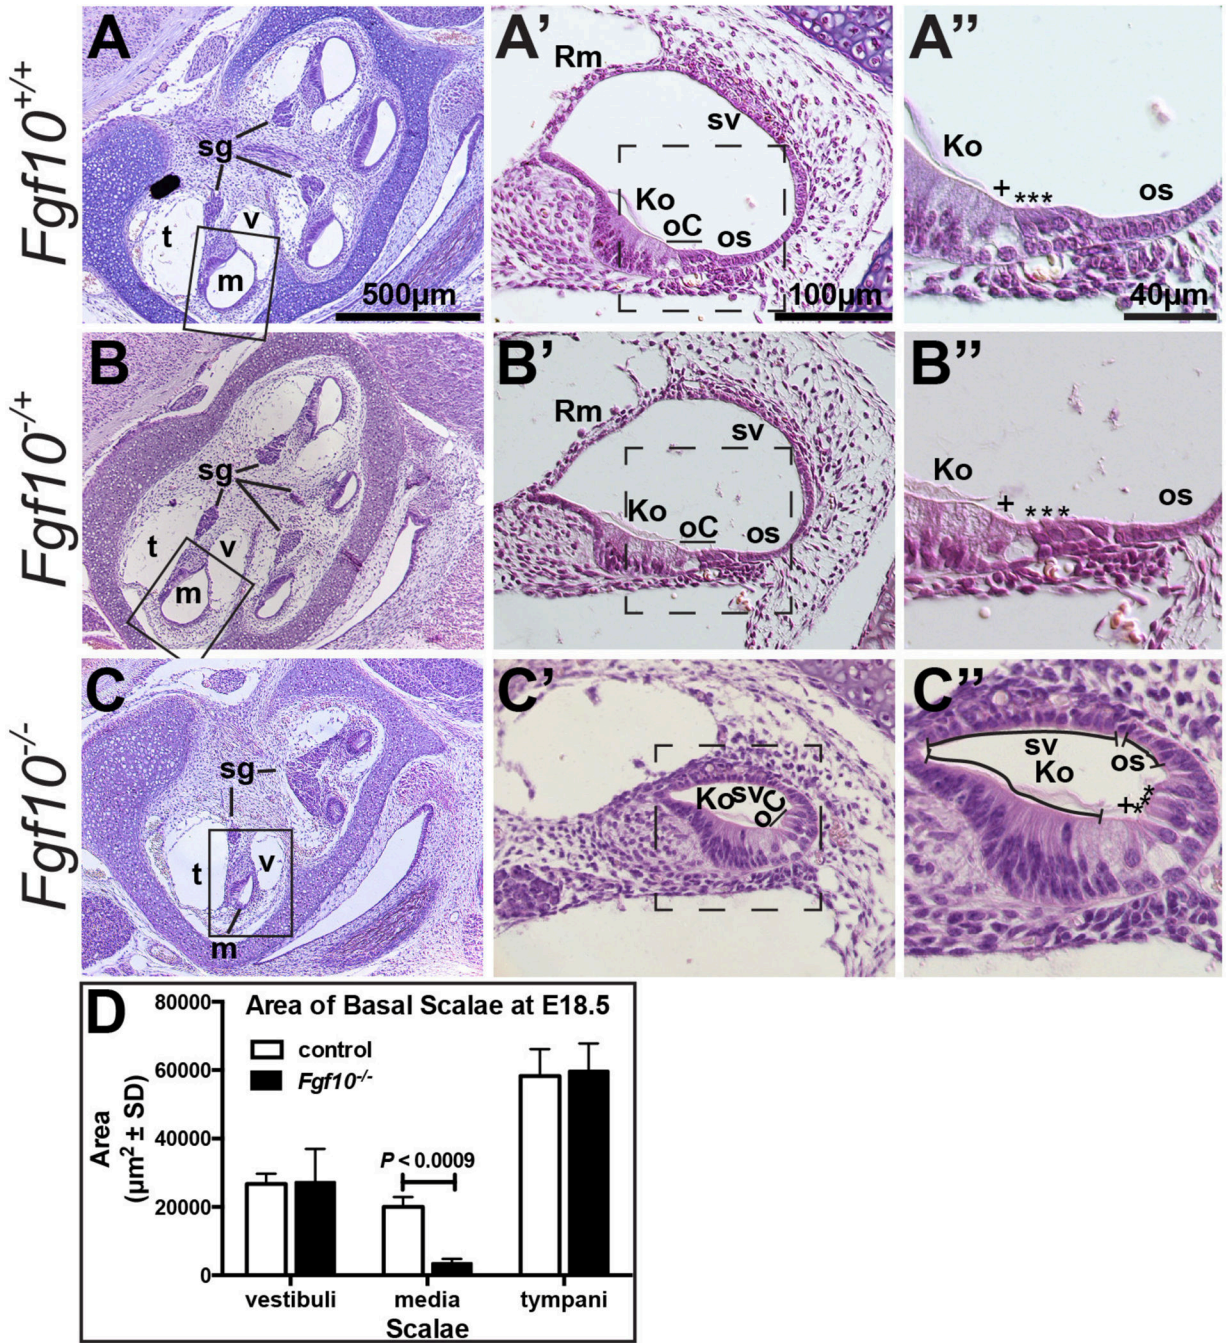 Fgf10+/+
A
sg
t
v
m
500µm
A’
Rm
sv
Ko
oC
os
100µm
A’’
Ko
+
***
os
40µm
Fgf10-/+
B
sg
t
v
m
B’
Rm
sv
Ko
oC
os
B’’
Ko
+
***
os
Fgf10-/-
C
sg
t
v
m
C’
Ko
sv
oC
C’’
sv
Ko
os
+
***
D
Area of Basal Scalae at E18.5
control
Fgf10-/-
Area
(µm² ± SD)
80000
60000
40000
20000
0
P < 0.0009
vestibuli
media
tympani
Scalae